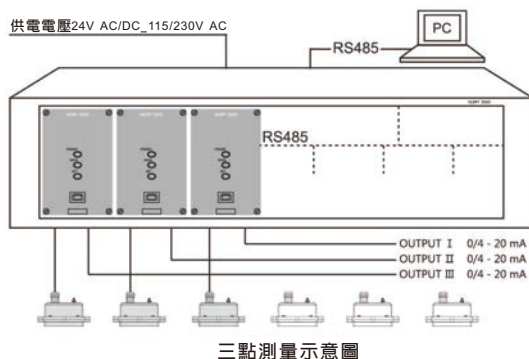 供電電壓24V AC/DC_115/230V AC
PC
RS485
RS485
OUTPUT I 0/4 - 20 mA
OUTPUT II 0/4 - 20 mA
OUTPUT III 0/4 - 20 mA
三點測量示意圖